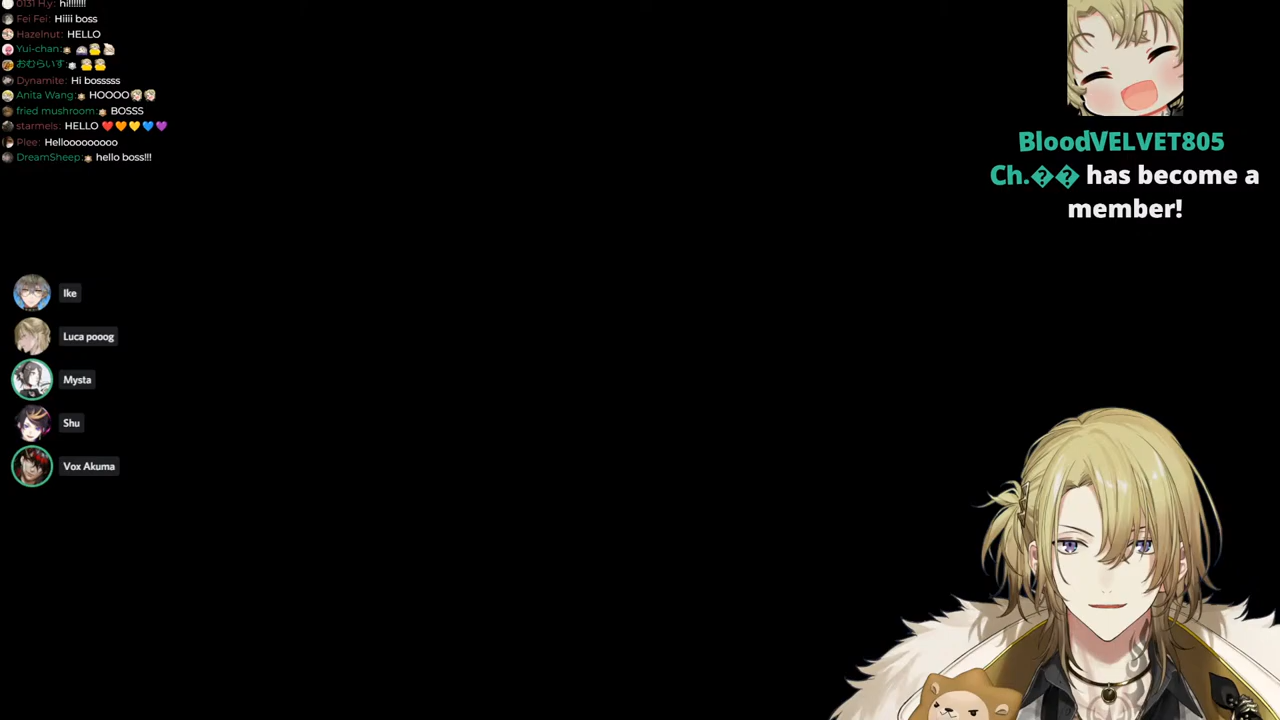 0131 H.y: hi!!!!!!!
Fei Fei: Hiiii boss
Hazelnut: HELLO
Yui-chan:
おむらいす:
Dynamite: Hi bosssss
Anita Wang: HOOOO
fried mushroom: BOSSS
starmels: HELLO ❤️🧡💛💙💜
Plee: Hellooooooooo
DreamSheep: hello boss!!!
BloodVELVET805
Ch.�� has become a
member!
Ike
Luca pooog
Mysta
Shu
Vox Akuma